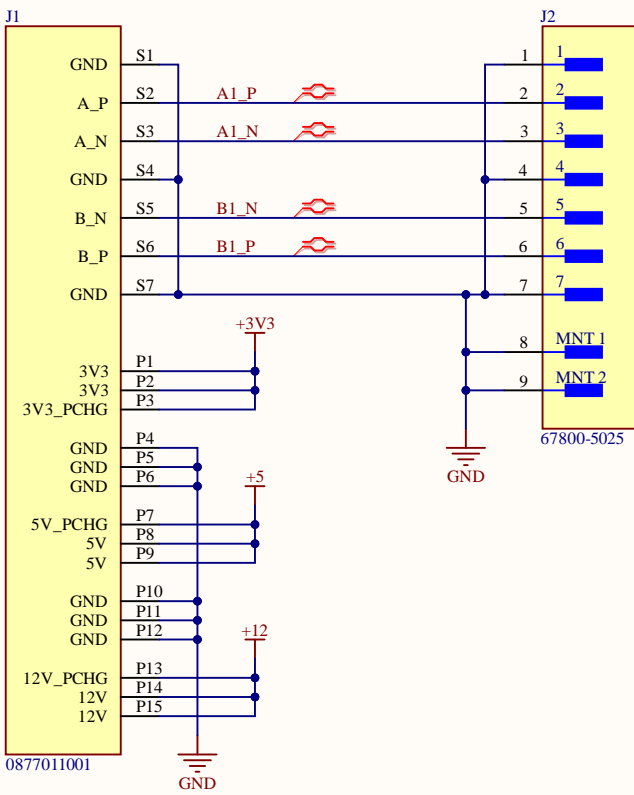 J1
J2
GND S1
A_P S2 A1_P
A_N S3 A1_N
GND S4
B_N S5 B1_N
B_P S6 B1_P
GND S7
1 1
2 2
3 3
4 4
5 5
6 6
7 7
8 MNT 1
9 MNT 2
67800-5025
GND
+3V3
3V3 P1
3V3 P2
3V3_PCHG P3
GND P4
GND P5
GND P6
+5
5V_PCHG P7
5V P8
5V P9
GND P10
GND P11
GND P12
+12
12V_PCHG P13
12V P14
12V P15
0877011001
GND